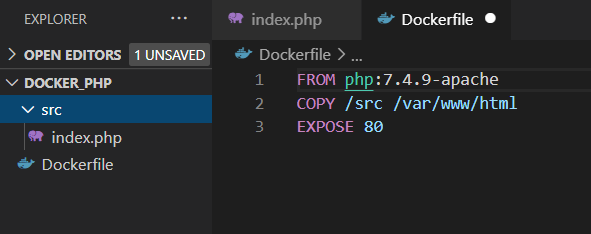 EXPLORER ...
OPEN EDITORS 1 UNSAVED
DOCKER_PHP
src
index.php
Dockerfile
index.php Dockerfile
Dockerfile > ...
1 FROM php:7.4.9-apache
2 COPY /src /var/www/html
3 EXPOSE 80